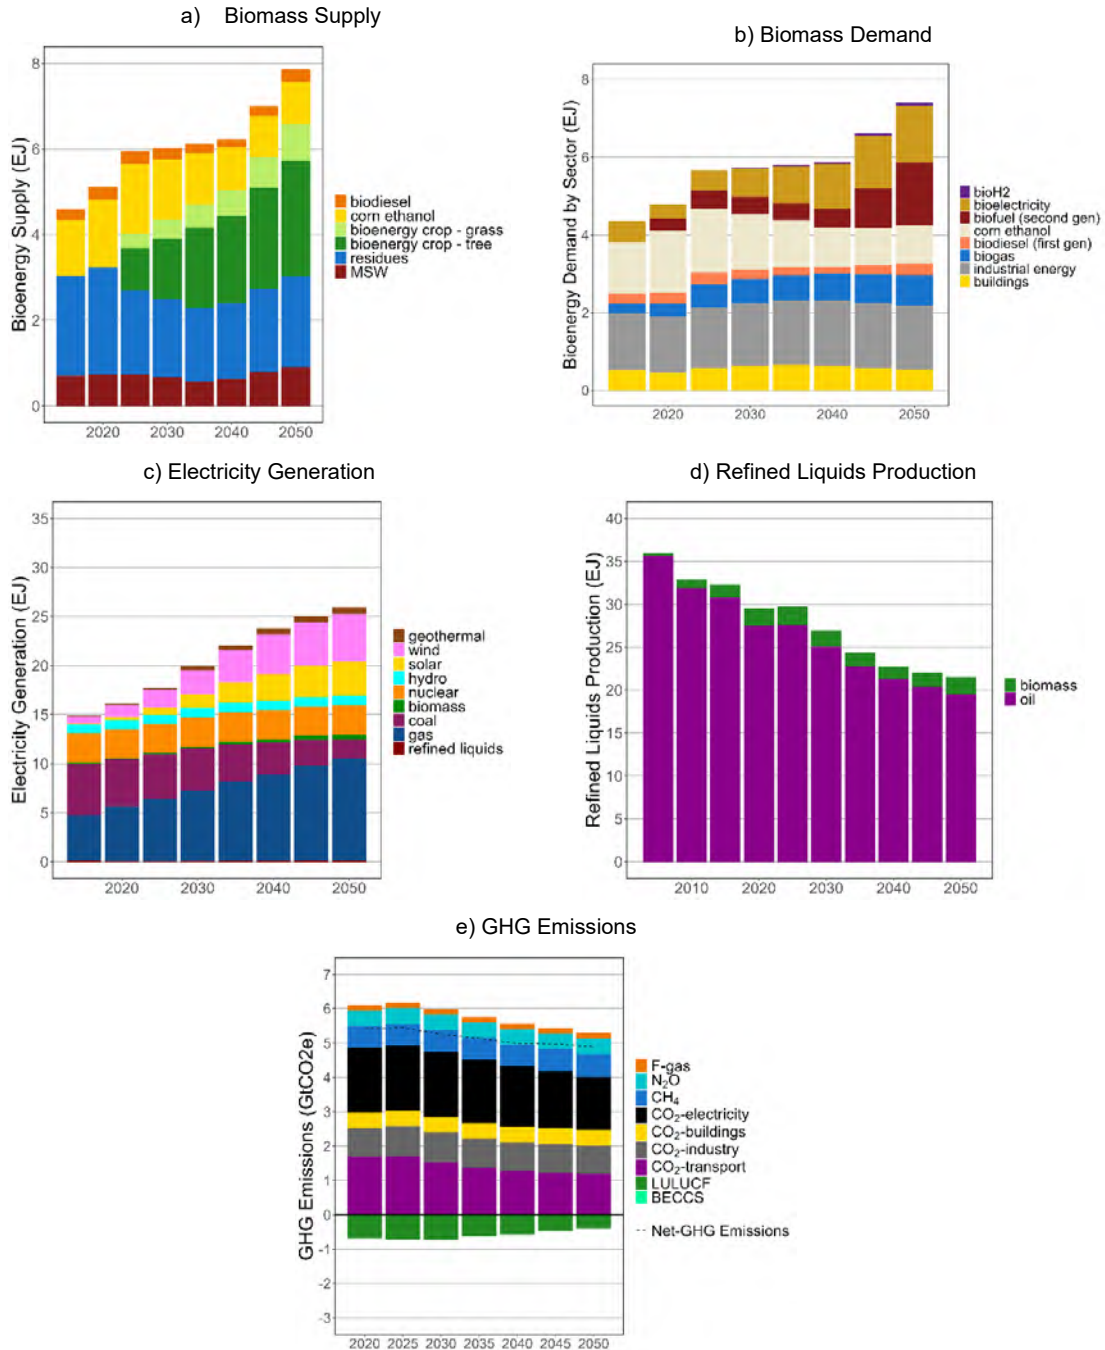 a) Biomass Supply
Bioenergy Supply (EJ)
8
6
4
2
0
2020 2030 2040 2050
biodiesel
corn ethanol
bioenergy crop - grass
bioenergy crop - tree
residues
MSW
b) Biomass Demand
Bioenergy Demand by Sector (EJ)
8
6
4
2
0
2020 2030 2040 2050
bioH2
bioelectricity
biofuel (second gen)
corn ethanol
biodiesel (first gen)
biogas
industrial energy
buildings
c) Electricity Generation
Electricity Generation (EJ)
35
30
25
20
15
10
5
0
2020 2030 2040 2050
geothermal
wind
solar
hydro
nuclear
biomass
coal
gas
refined liquids
d) Refined Liquids Production
Refined Liquids Production (EJ)
40
35
30
25
20
15
10
5
0
2010 2020 2030 2040 2050
biomass
oil
e) GHG Emissions
GHG Emissions (GtCO2e)
7
6
5
4
3
2
1
0
-1
-2
-3
2020 2025 2030 2035 2040 2045 2050
F-gas
N₂O
CH₄
CO₂-electricity
CO₂-buildings
CO₂-industry
CO₂-transport
LULUCF
BECCS
Net-GHG Emissions